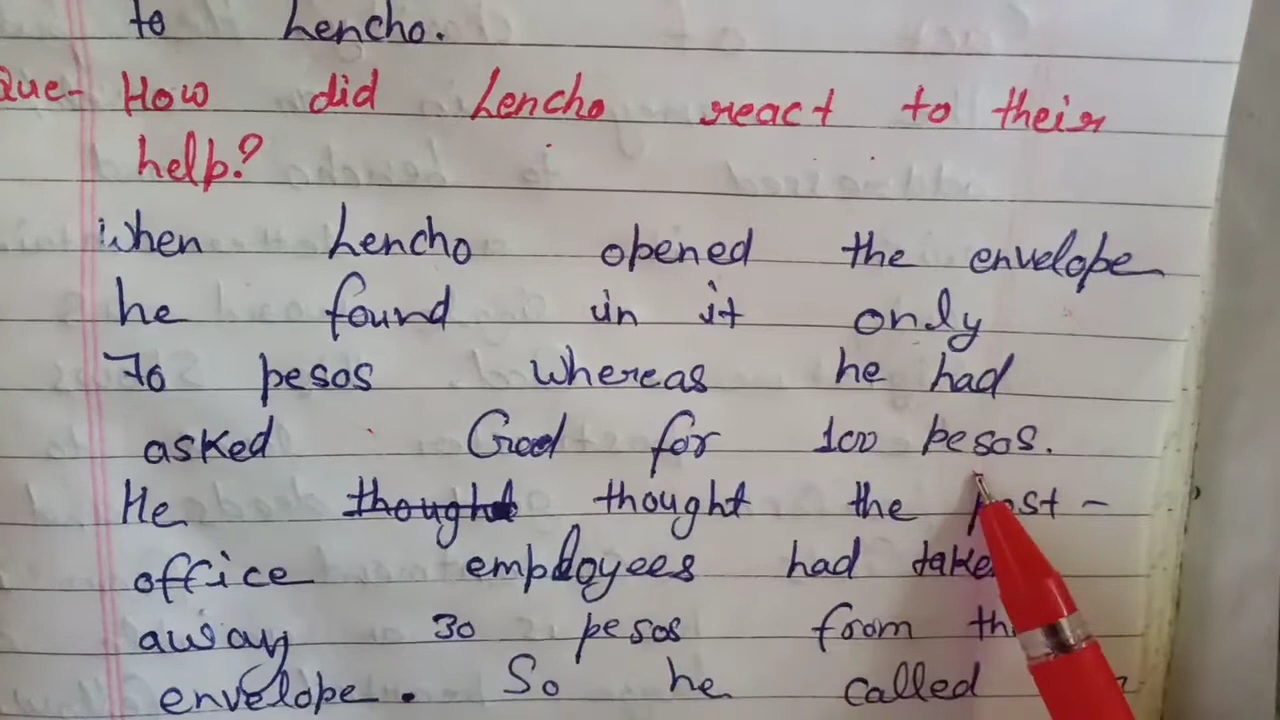 to Lencho.
Que- How did Lencho react to their
help?
When Lencho opened the envelope
he found in it only
70 pesos whereas he had
asked God for 100 pesos.
He thought thought the post-
office employees had take
away 30 pesos from th
envelope. So he called